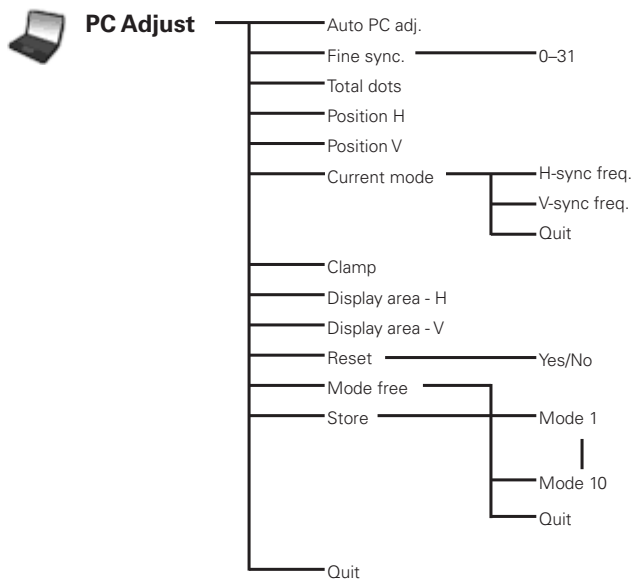 PC Adjust
Auto PC adj.
Fine sync.
0–31
Total dots
Position H
Position V
Current mode
H-sync freq.
V-sync freq.
Quit
Clamp
Display area - H
Display area - V
Reset
Yes/No
Mode free
Store
Mode 1
Mode 10
Quit
Quit